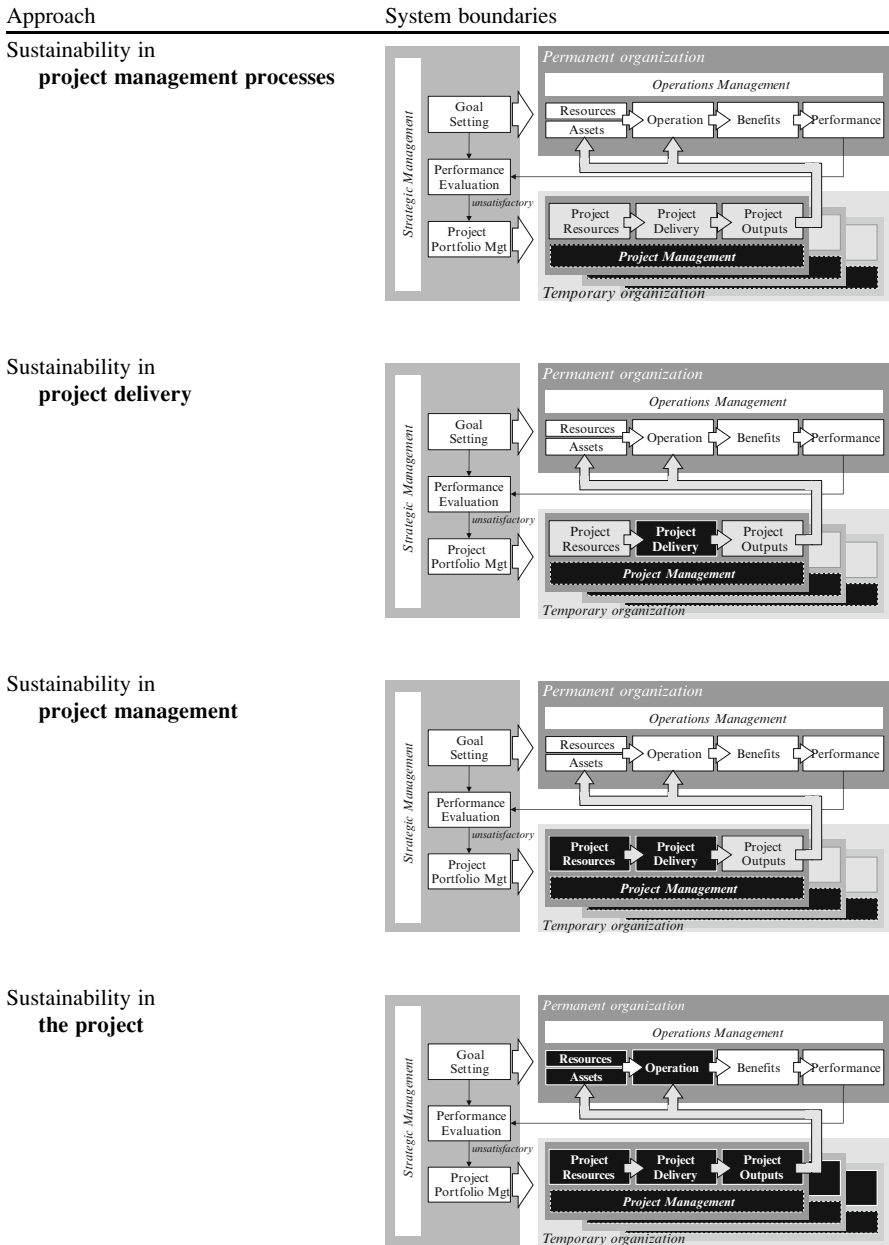 Approach
System boundaries
Sustainability in
project management processes
Strategic Management
Goal
Setting
Performance
Evaluation
unsatisfactory
Project
Portfolio Mgt
Permanent organization
Operations Management
Resources
Assets
Operation
Benefits
Performance
Project
Resources
Project
Delivery
Project
Outputs
Project Management
Temporary organization
Sustainability in
project delivery
Strategic Management
Goal
Setting
Performance
Evaluation
unsatisfactory
Project
Portfolio Mgt
Permanent organization
Operations Management
Resources
Assets
Operation
Benefits
Performance
Project
Resources
Project
Delivery
Project
Outputs
Project Management
Temporary organization
Sustainability in
project management
Strategic Management
Goal
Setting
Performance
Evaluation
unsatisfactory
Project
Portfolio Mgt
Permanent organization
Operations Management
Resources
Assets
Operation
Benefits
Performance
Project
Resources
Project
Delivery
Project
Outputs
Project Management
Temporary organization
Sustainability in
the project
Strategic Management
Goal
Setting
Performance
Evaluation
unsatisfactory
Project
Portfolio Mgt
Permanent organization
Operations Management
Resources
Assets
Operation
Benefits
Performance
Project
Resources
Project
Delivery
Project
Outputs
Project Management
Temporary organization